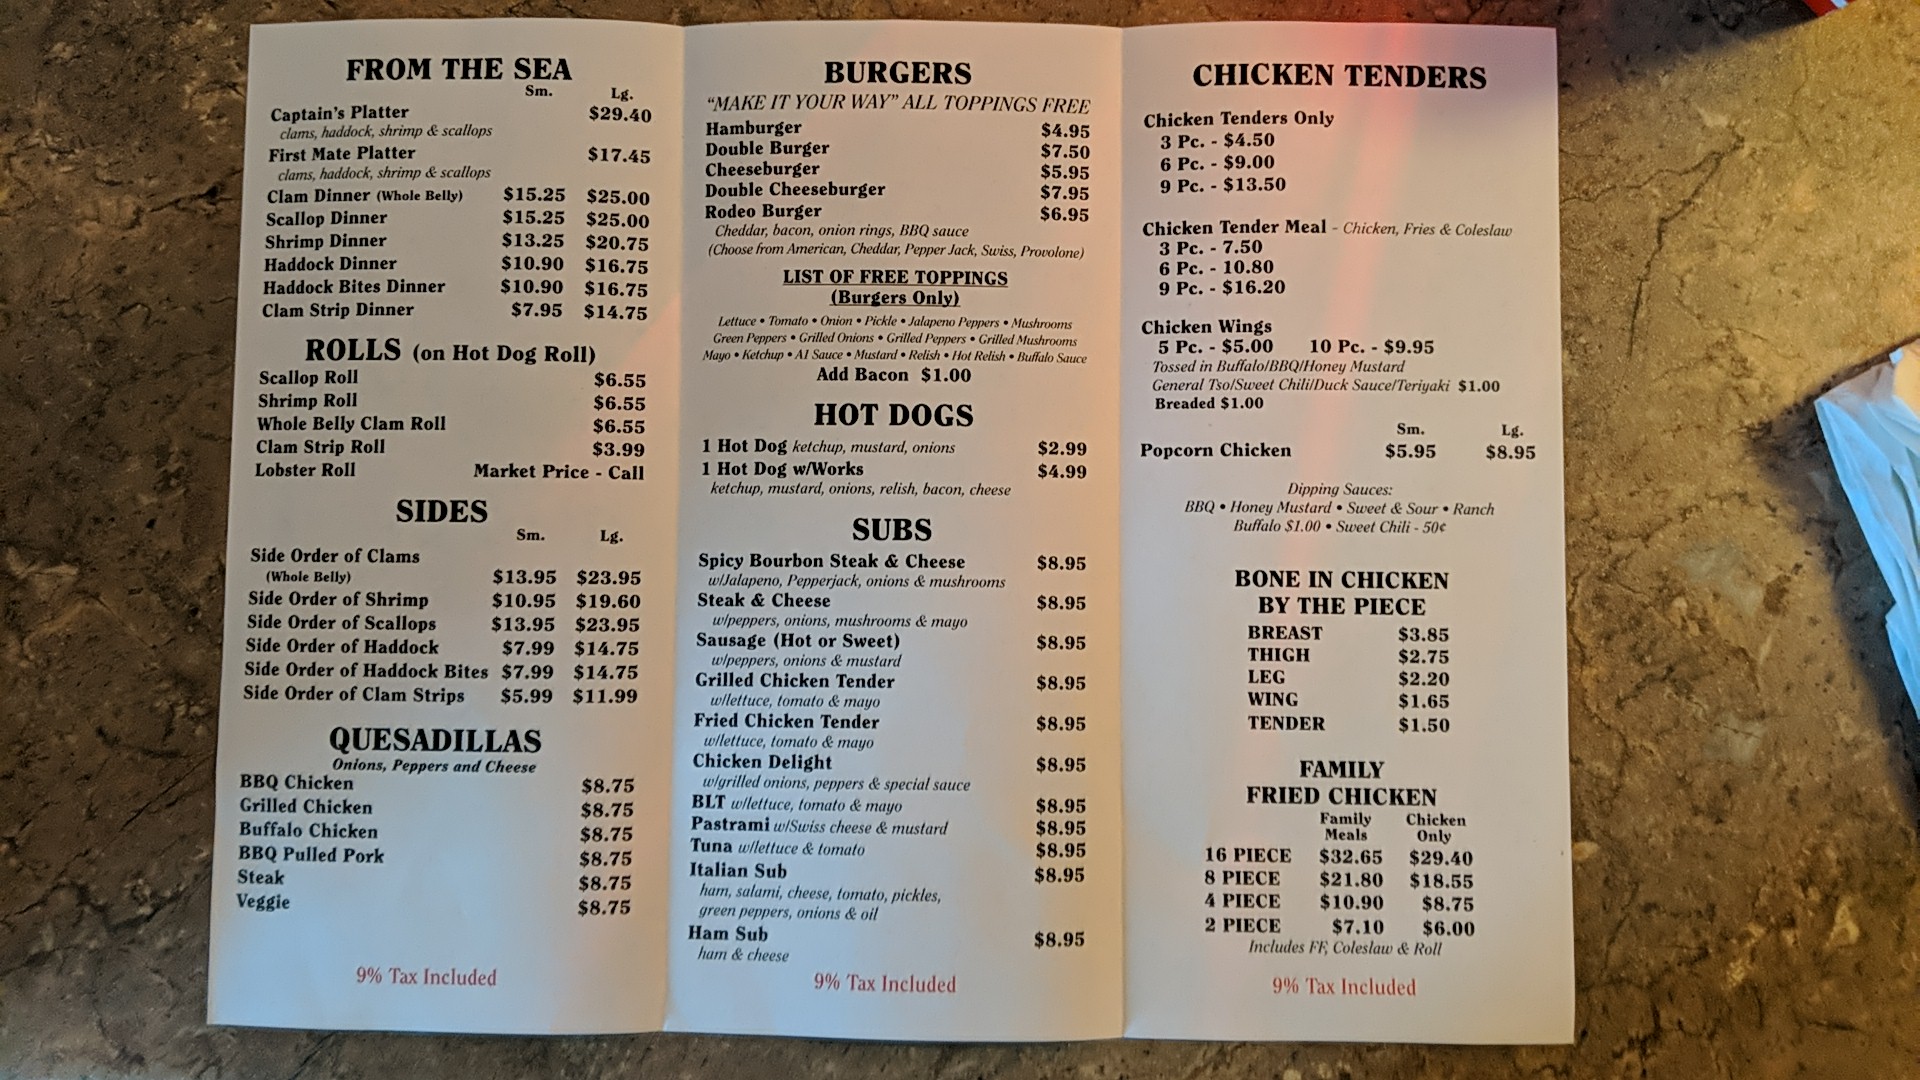 FROM THE SEA
Sm. Lg.
Captain's Platter $29.40
clams, haddock, shrimp & scallops
First Mate Platter $17.45
clams, haddock, shrimp & scallops
Clam Dinner (Whole Belly) $15.25 $25.00
Scallop Dinner $15.25 $25.00
Shrimp Dinner $13.25 $20.75
Haddock Dinner $10.90 $16.75
Haddock Bites Dinner $10.90 $16.75
Clam Strip Dinner $7.95 $14.75
ROLLS (on Hot Dog Roll)
Scallop Roll $6.55
Shrimp Roll $6.55
Whole Belly Clam Roll $6.55
Clam Strip Roll $3.99
Lobster Roll Market Price - Call
SIDES
Sm. Lg.
Side Order of Clams
(Whole Belly) $13.95 $23.95
Side Order of Shrimp $10.95 $19.60
Side Order of Scallops $13.95 $23.95
Side Order of Haddock $7.99 $14.75
Side Order of Haddock Bites $7.99 $14.75
Side Order of Clam Strips $5.99 $11.99
QUESADILLAS
Onions, Peppers and Cheese
BBQ Chicken $8.75
Grilled Chicken $8.75
Buffalo Chicken $8.75
BBQ Pulled Pork $8.75
Steak $8.75
Veggie $8.75
9% Tax Included
BURGERS
"MAKE IT YOUR WAY" ALL TOPPINGS FREE
Hamburger $4.95
Double Burger $7.50
Cheeseburger $5.95
Double Cheeseburger $7.95
Rodeo Burger $6.95
Cheddar, bacon, onion rings, BBQ sauce
(Choose from American, Cheddar, Pepper Jack, Swiss, Provolone)
LIST OF FREE TOPPINGS
(Burgers Only)
Lettuce • Tomato • Onion • Pickle • Jalapeno Peppers • Mushrooms
Green Peppers • Grilled Onions • Grilled Peppers • Grilled Mushrooms
Mayo • Ketchup • A1 Sauce • Mustard • Relish • Hot Relish • Buffalo Sauce
Add Bacon $1.00
HOT DOGS
1 Hot Dog ketchup, mustard, onions $2.99
1 Hot Dog w/Works $4.99
ketchup, mustard, onions, relish, bacon, cheese
SUBS
Spicy Bourbon Steak & Cheese $8.95
w/Jalapeno, Pepperjack, onions & mushrooms
Steak & Cheese $8.95
w/peppers, onions, mushrooms & mayo
Sausage (Hot or Sweet) $8.95
w/peppers, onions & mustard
Grilled Chicken Tender $8.95
w/lettuce, tomato & mayo
Fried Chicken Tender $8.95
w/lettuce, tomato & mayo
Chicken Delight $8.95
w/grilled onions, peppers & special sauce
BLT w/lettuce, tomato & mayo $8.95
Pastrami w/Swiss cheese & mustard $8.95
Tuna w/lettuce & tomato $8.95
Italian Sub $8.95
ham, salami, cheese, tomato, pickles,
green peppers, onions & oil
Ham Sub $8.95
ham & cheese
9% Tax Included
CHICKEN TENDERS
Chicken Tenders Only
3 Pc. - $4.50
6 Pc. - $9.00
9 Pc. - $13.50
Chicken Tender Meal - Chicken, Fries & Coleslaw
3 Pc. - 7.50
6 Pc. - 10.80
9 Pc. - $16.20
Chicken Wings
5 Pc. - $5.00 10 Pc. - $9.95
Tossed in Buffalo/BBQ/Honey Mustard
General Tso/Sweet Chili/Duck Sauce/Teriyaki $1.00
Breaded $1.00
Sm. Lg.
Popcorn Chicken $5.95 $8.95
Dipping Sauces:
BBQ • Honey Mustard • Sweet & Sour • Ranch
Buffalo $1.00 • Sweet Chili - 50¢
BONE IN CHICKEN
BY THE PIECE
BREAST $3.85
THIGH $2.75
LEG $2.20
WING $1.65
TENDER $1.50
FAMILY
FRIED CHICKEN
Family Chicken
Meals Only
16 PIECE $32.65 $29.40
8 PIECE $21.80 $18.55
4 PIECE $10.90 $8.75
2 PIECE $7.10 $6.00
Includes FF, Coleslaw & Roll
9% Tax Included